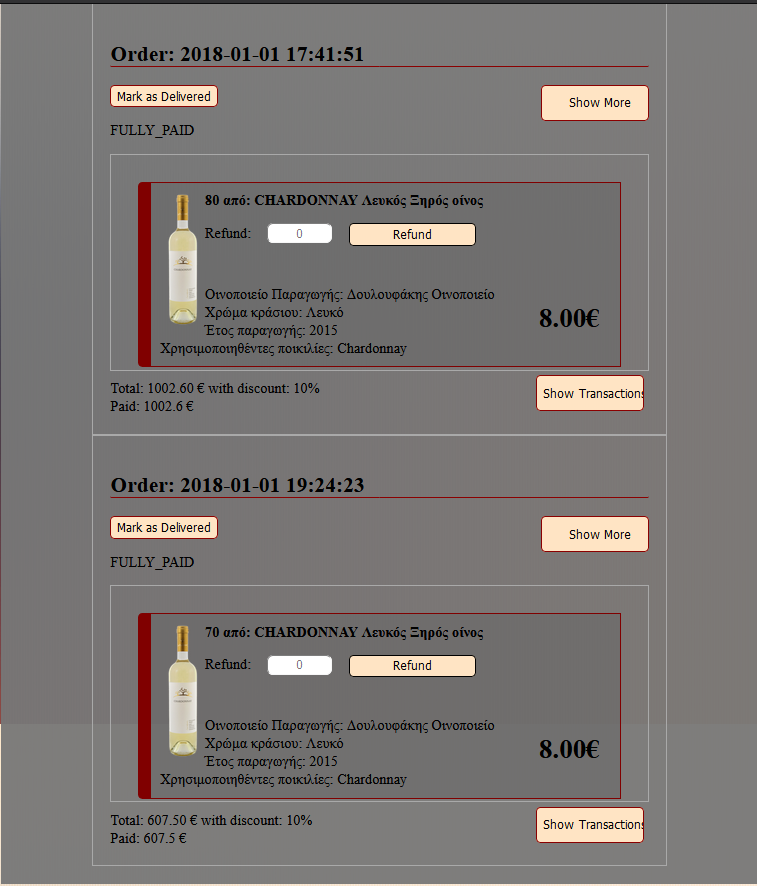 Order: 2018-01-01 17:41:51
Mark as Delivered
Show More
FULLY_PAID
80 από: CHARDONNAY Λευκός Ξηρός οίνος
Refund: 0 Refund
Οινοποιείο Παραγωγής: Δουλουφάκης Οινοποιείο
Χρώμα κράσιου: Λευκό
Έτος παραγωγής: 2015
Χρησιμοποιηθέντες ποικιλίες: Chardonnay
8.00€
Total: 1002.60 € with discount: 10%
Paid: 1002.6 €
Show Transactions
Order: 2018-01-01 19:24:23
Mark as Delivered
Show More
FULLY_PAID
70 από: CHARDONNAY Λευκός Ξηρός οίνος
Refund: 0 Refund
Οινοποιείο Παραγωγής: Δουλουφάκης Οινοποιείο
Χρώμα κράσιου: Λευκό
Έτος παραγωγής: 2015
Χρησιμοποιηθέντες ποικιλίες: Chardonnay
8.00€
Total: 607.50 € with discount: 10%
Paid: 607.5 €
Show Transactions